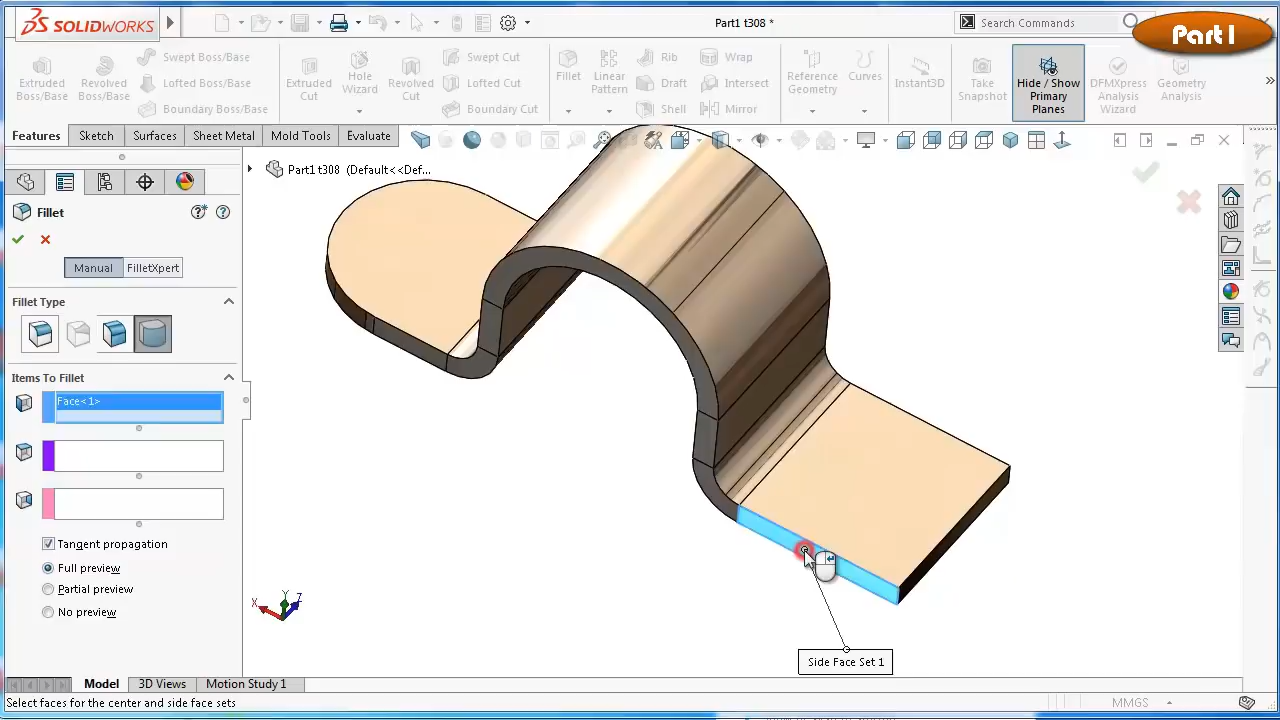 SOLIDWORKS
Part1 t308 *
Search Commands
Part 1
Extruded Boss/Base
Revolved Boss/Base
Swept Boss/Base
Lofted Boss/Base
Boundary Boss/Base
Extruded Cut
Hole Wizard
Revolved Cut
Swept Cut
Lofted Cut
Boundary Cut
Fillet
Linear Pattern
Rib
Draft
Shell
Wrap
Intersect
Mirror
Reference Geometry
Curves
Instant3D
Take Snapshot
Hide / Show Primary Planes
DFMXpress Analysis Wizard
Geometry Analysis
Features
Sketch
Surfaces
Sheet Metal
Mold Tools
Evaluate
Part1 t308 (Default<<Def...
Fillet
Manual
FilletXpert
Fillet Type
Items To Fillet
Face<1>
Tangent propagation
Full preview
Partial preview
No preview
X
Y
Z
Side Face Set 1
Model
3D Views
Motion Study 1
Select faces for the center and side face sets
MMGS